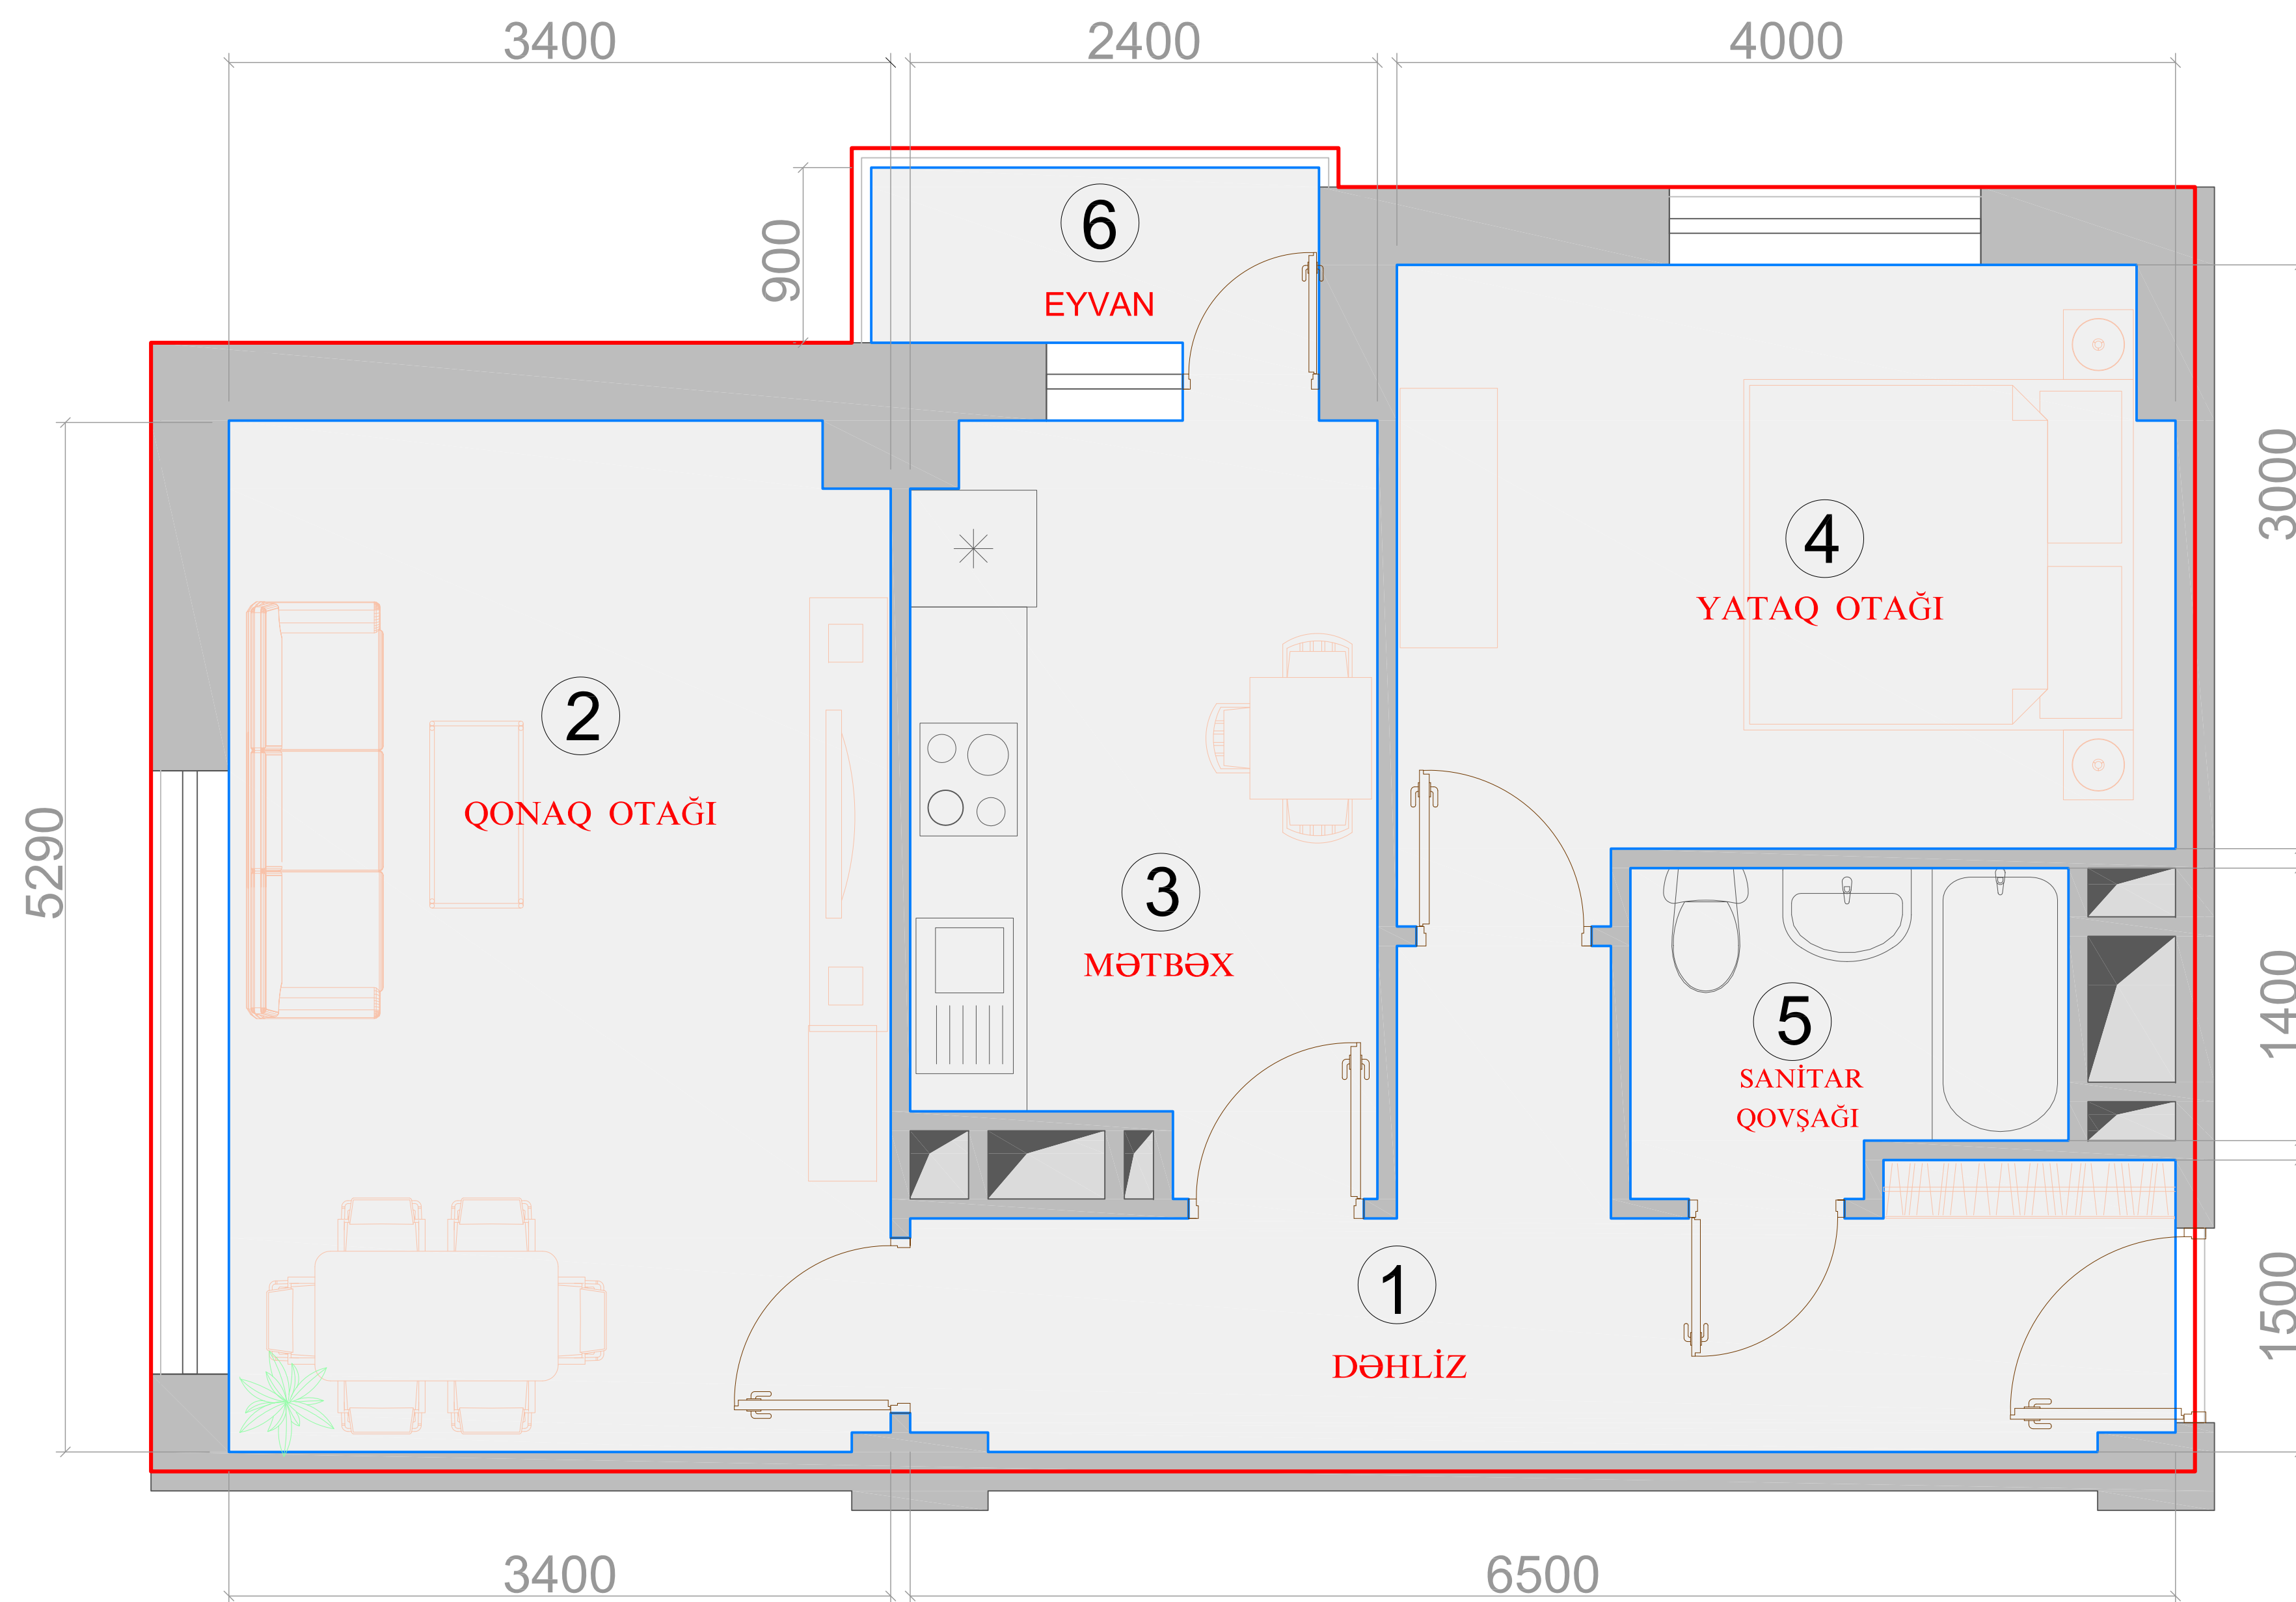 3400
2400
4000
6
EYVAN
900
3000
4
YATAQ OTAĞI
2
QONAQ OTAĞI
5290
3
MƏTBƏX
5
SANİTAR
QOVŞAĞI
1400
1
DƏHLİZ
1500
3400
6500